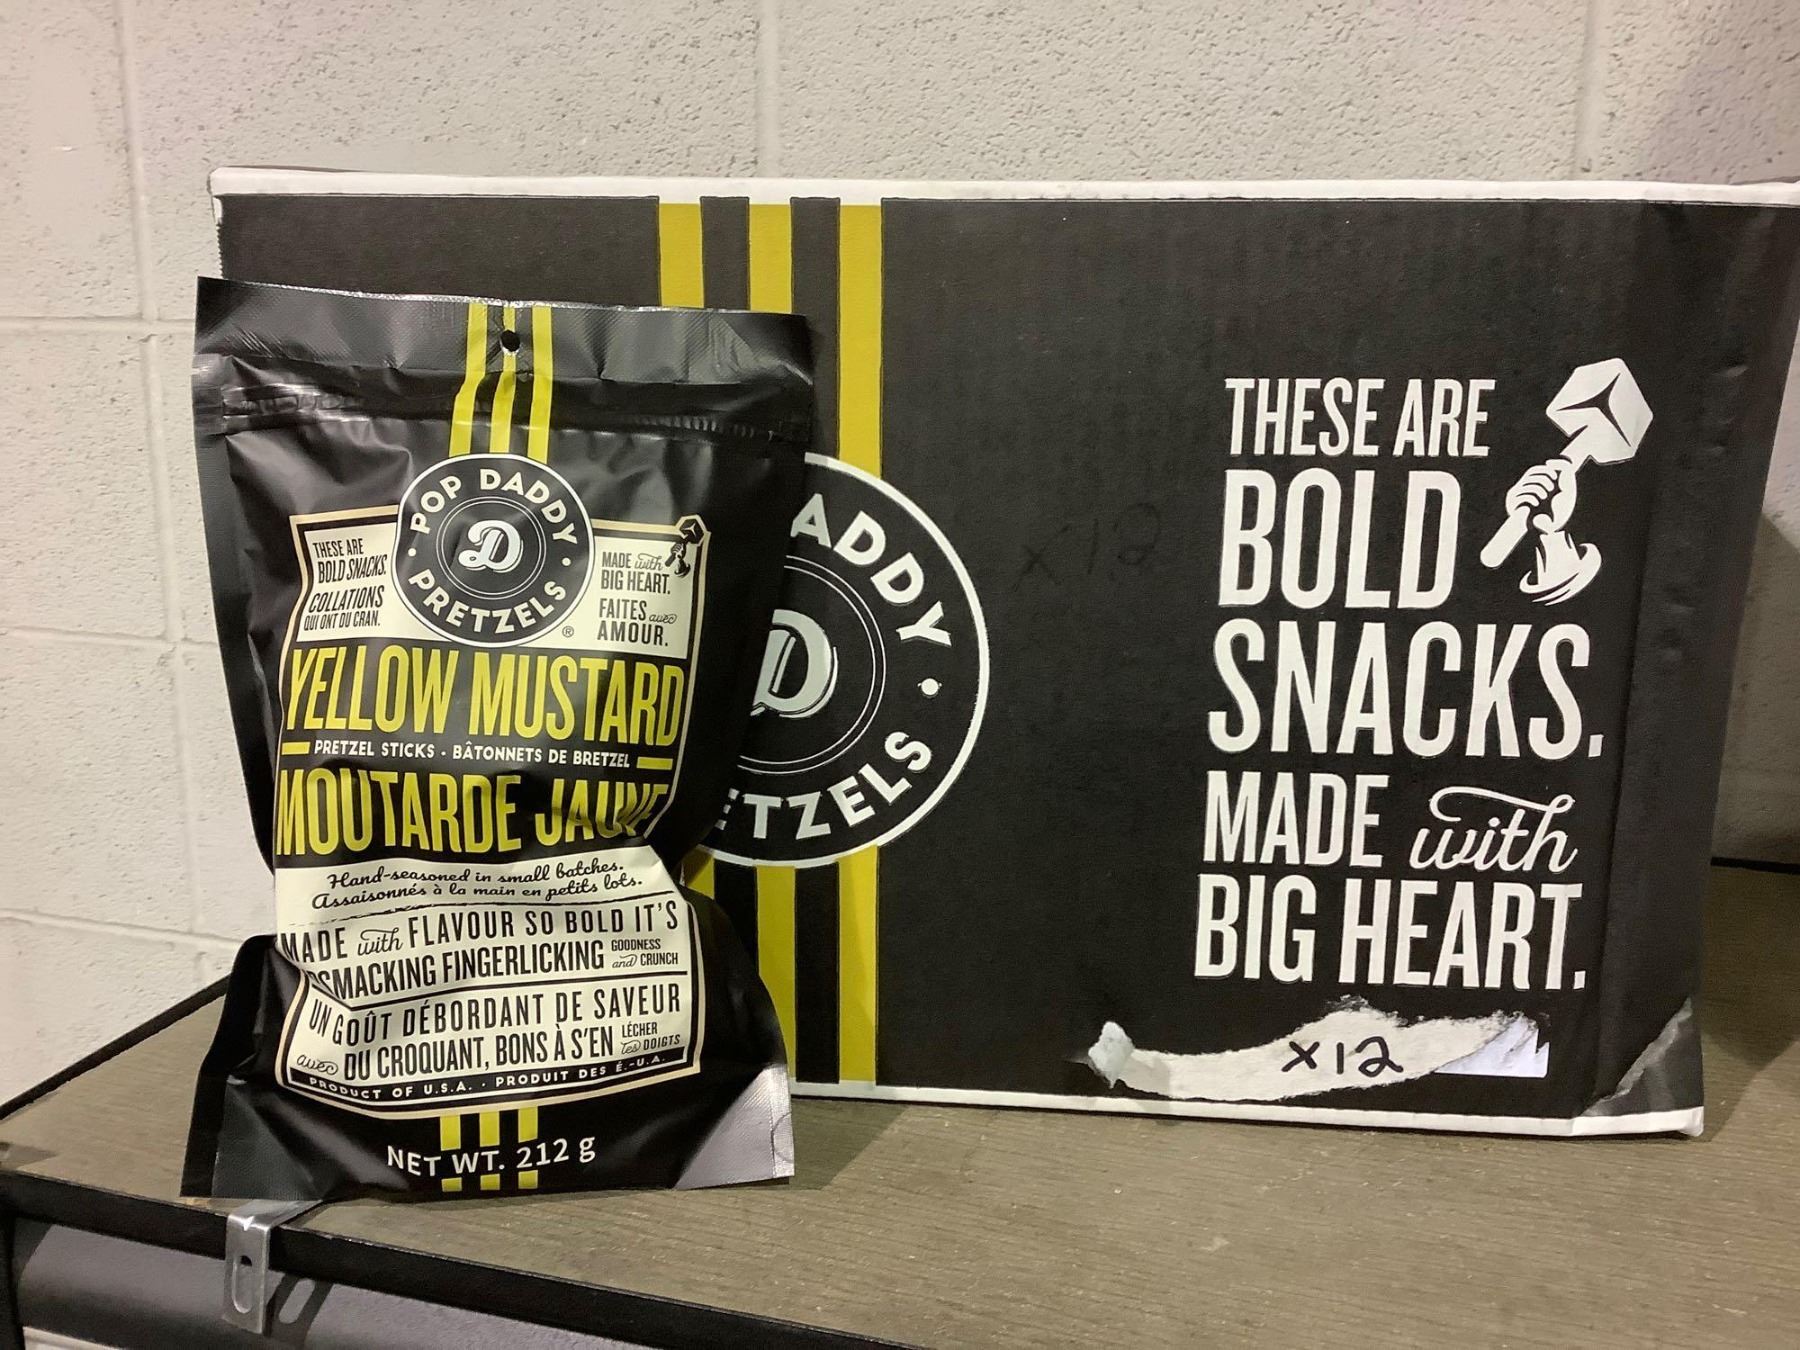 POP DADDY
D
PRETZELS
®
THESE ARE
BOLD SNACKS.
COLLATIONS
QUI ONT DU CRAN.
MADE with
BIG HEART.
FAITES avec
AMOUR.
YELLOW MUSTARD
PRETZEL STICKS · BÂTONNETS DE BRETZEL
MOUTARDE JAUNE
Hand-seasoned in small batches.
Assaisonnés à la main en petits lots.
MADE with FLAVOUR SO BOLD IT'S
SMACKING FINGERLICKING GOODNESS and CRUNCH
UN GOÛT DÉBORDANT DE SAVEUR
avec DU CROQUANT, BONS À S'EN LÉCHER les DOIGTS
PRODUCT OF U.S.A. · PRODUIT DES É.-U.A.
NET WT. 212 g
ADDY
D
ETZELS
x12
THESE ARE
BOLD
SNACKS.
MADE with
BIG HEART.
x12